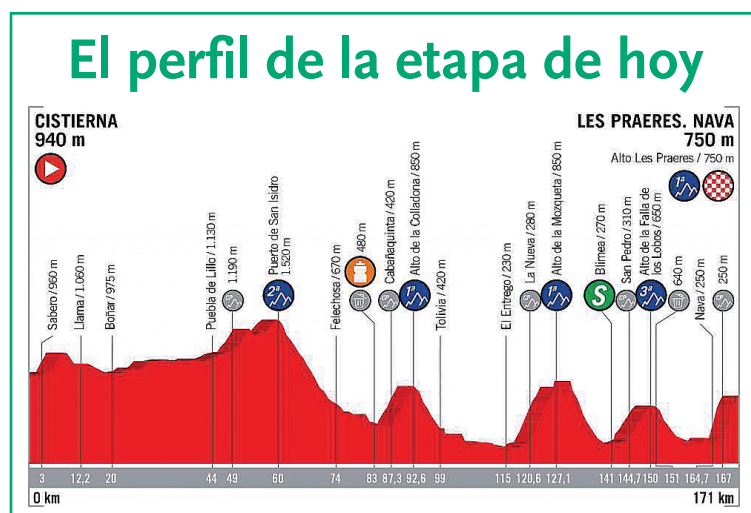 El perfil de la etapa de hoy
CISTIERNA
940 m
LES PRAERES. NAVA
750 m
Alto Les Praeres / 750 m
1ª
Sabero / 960 m
Llama / 1.060 m
Boñar / 975 m
Puebla de Lillo / 1.130 m
1.190 m
Puerto de San Isidro
1.520 m
2ª
Felechosa / 670 m
480 m
Cabañaquinta / 420 m
Alto de la Colladona / 850 m
1ª
Tolivia / 420 m
El Entrego / 230 m
La Nueva / 280 m
Alto de la Mozqueta / 850 m
1ª
Blimea / 270 m
S
San Pedro / 310 m
Alto de la Falla de
los Lobos / 650 m
3ª
640 m
Nava / 250 m
250 m
3 12,2 20 44 49 60 74 83 87,3 92,6 99 115 120,6 127,1 141 144,7 150 151 164,7 167
0 km 171 km